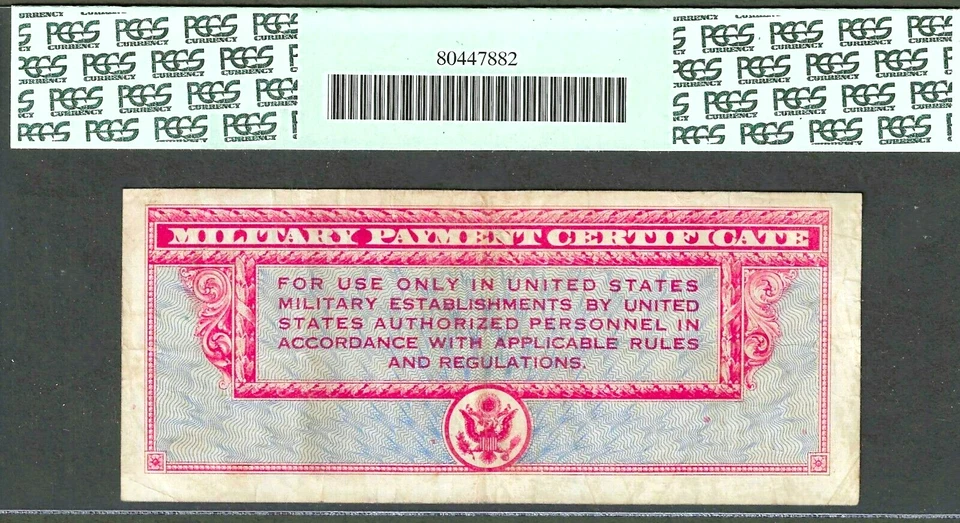 PCGS CURRENCY
80447882
MILITARY PAYMENT CERTIFICATE
FOR USE ONLY IN UNITED STATES
MILITARY ESTABLISHMENTS BY UNITED
STATES AUTHORIZED PERSONNEL IN
ACCORDANCE WITH APPLICABLE RULES
AND REGULATIONS.